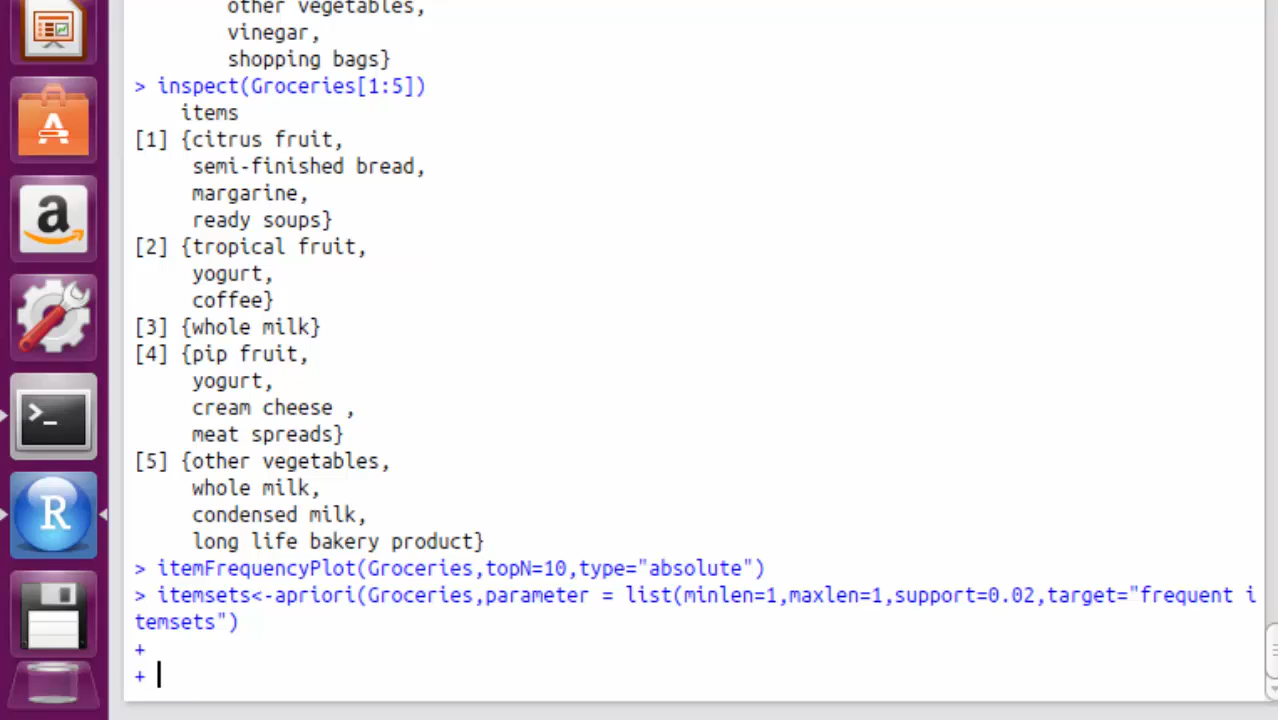 other vegetables,
vinegar,
shopping bags}
> inspect(Groceries[1:5])
items
[1] {citrus fruit,
semi-finished bread,
margarine,
ready soups}
[2] {tropical fruit,
yogurt,
coffee}
[3] {whole milk}
[4] {pip fruit,
yogurt,
cream cheese ,
meat spreads}
[5] {other vegetables,
whole milk,
condensed milk,
long life bakery product}
> itemFrequencyPlot(Groceries,topN=10,type="absolute")
> itemsets<-apriori(Groceries,parameter = list(minlen=1,maxlen=1,support=0.02,target="frequent i
temsets")
+
+
A
a
>_
R